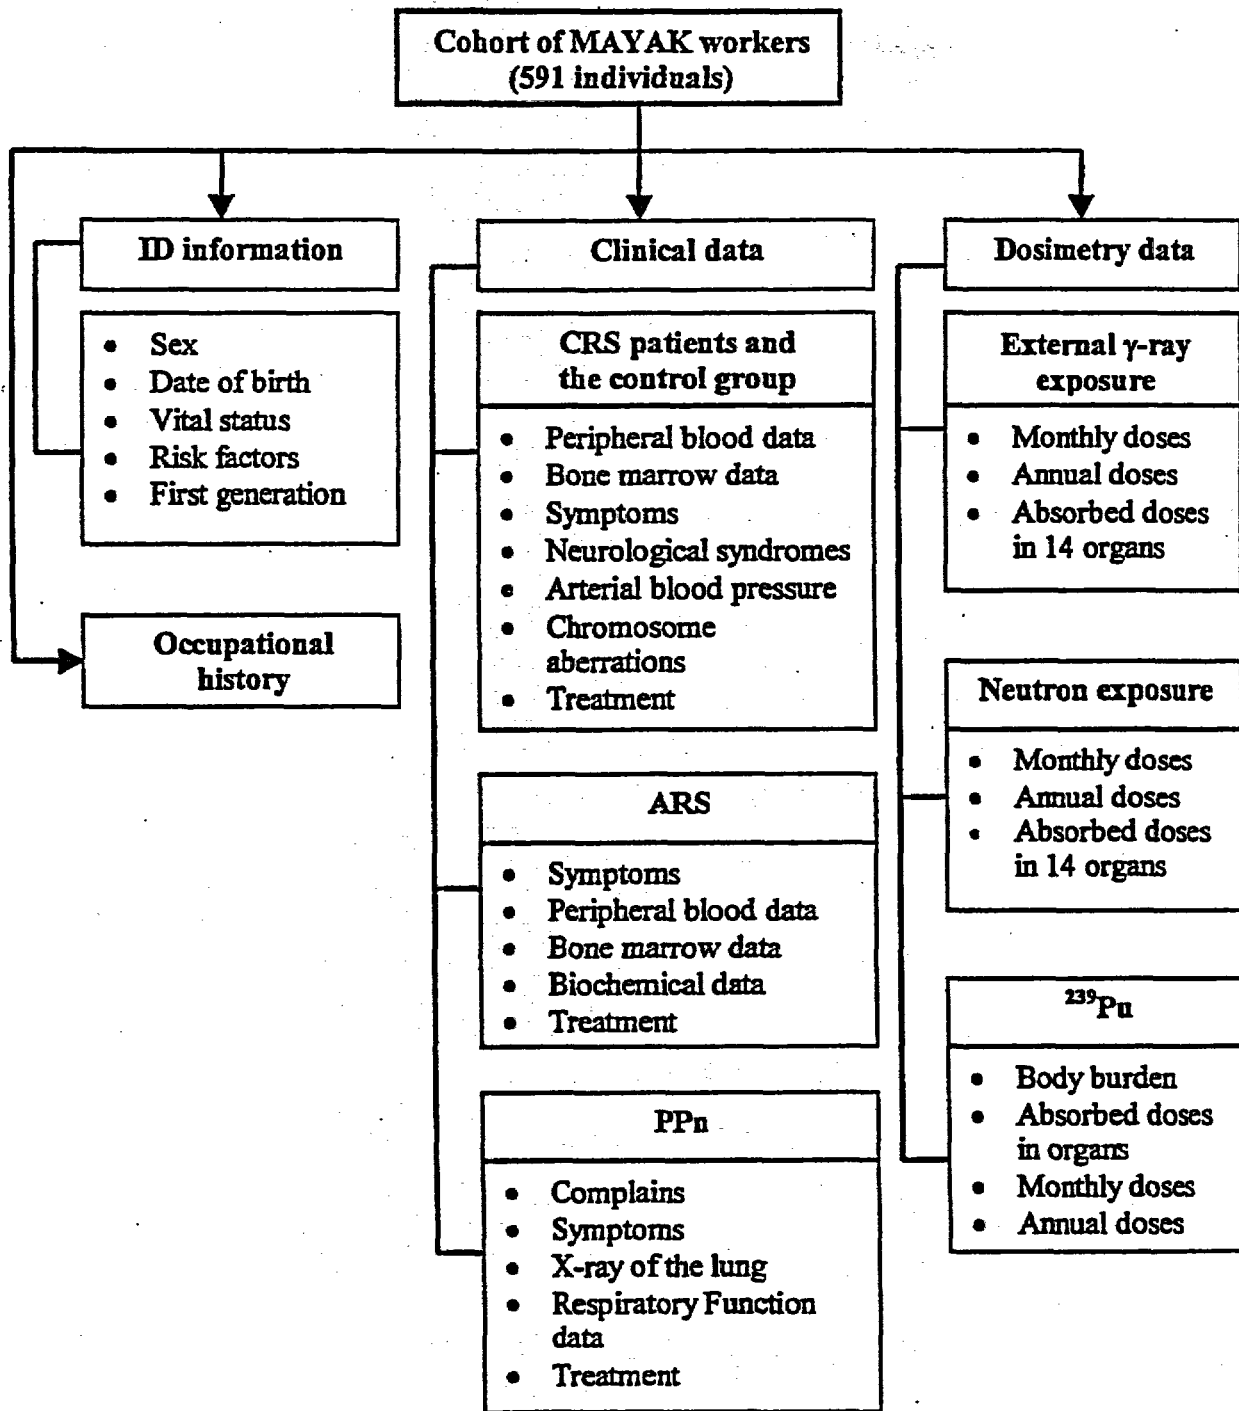 Cohort of MAYAK workers
(591 individuals)
ID information
• Sex
• Date of birth
• Vital status
• Risk factors
• First generation
Occupational
history
Clinical data
CRS patients and
the control group
• Peripheral blood data
• Bone marrow data
• Symptoms
• Neurological syndromes
• Arterial blood pressure
• Chromosome
aberrations
• Treatment
ARS
• Symptoms
• Peripheral blood data
• Bone marrow data
• Biochemical data
• Treatment
PPn
• Complains
• Symptoms
• X-ray of the lung
• Respiratory Function
data
• Treatment
Dosimetry data
External γ-ray
exposure
• Monthly doses
• Annual doses
• Absorbed doses
in 14 organs
Neutron exposure
• Monthly doses
• Annual doses
• Absorbed doses
in 14 organs
²³⁹Pu
• Body burden
• Absorbed doses
in organs
• Monthly doses
• Annual doses